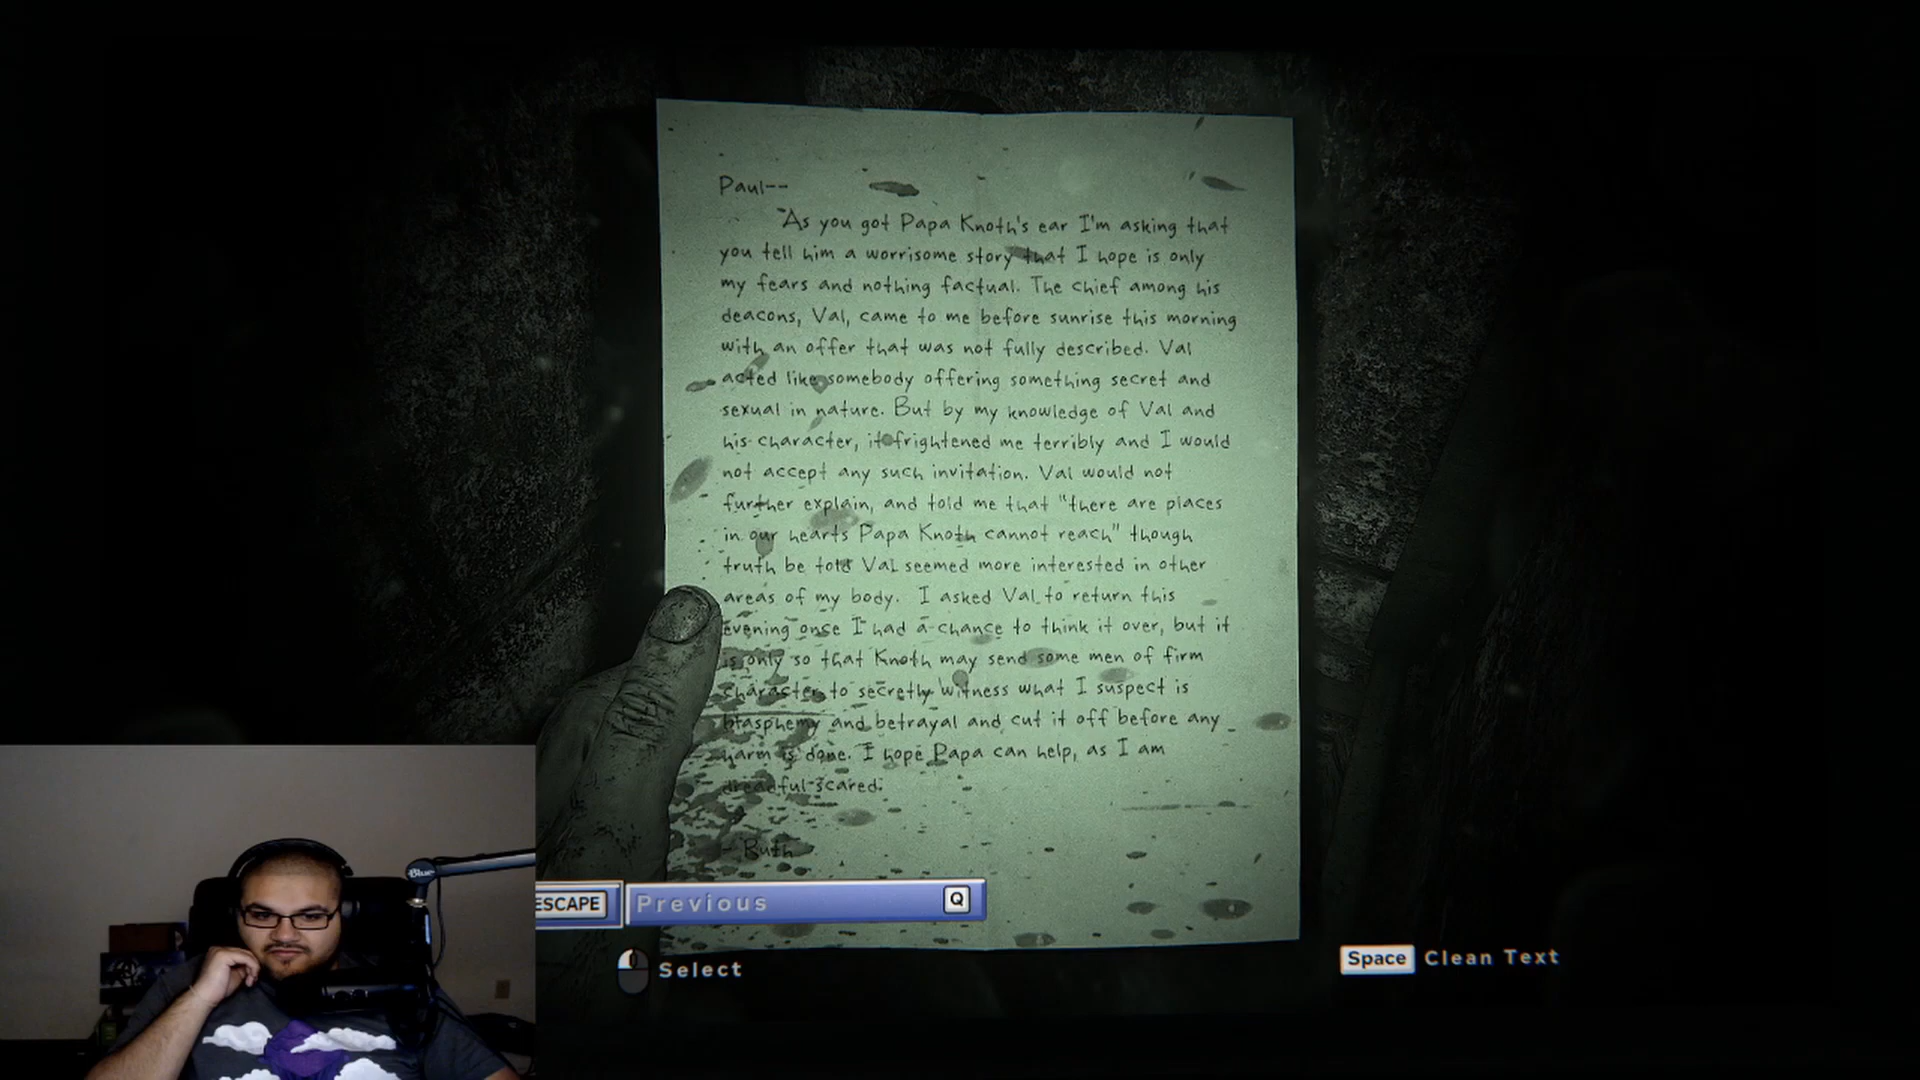 Paul--
As you got Papa Knoth's ear I'm asking that
you tell him a worrisome story that I hope is only
my fears and nothing factual. The chief among his
deacons, Val, came to me before sunrise this morning
with an offer that was not fully described. Val
acted like somebody offering something secret and
sexual in nature. But by my knowledge of Val and
his character, it frightened me terribly and I would
not accept any such invitation. Val would not
further explain, and told me that "there are places
in our hearts Papa Knoth cannot reach" though
truth be told Val seemed more interested in other
areas of my body. I asked Val to return this
evening once I had a chance to think it over, but it
is only so that Knoth may send some men of firm
character to secretly witness what I suspect is
blasphemy and betrayal and cut it off before any
harm is done. I hope Papa can help, as I am
dreadful scared.
- Ruth
ESCAPE
Previous Q
Select
Space Clean Text
Blue